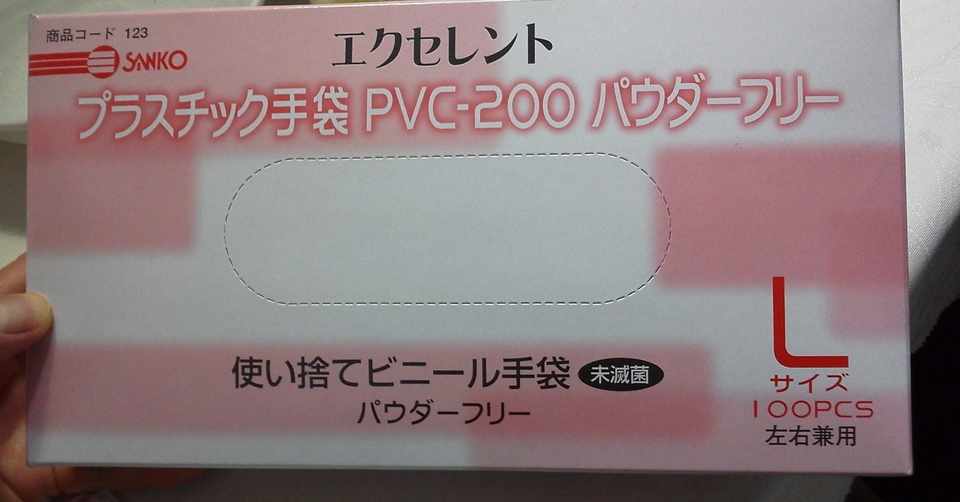 商品コード 123
SANKO
エクセレント
プラスチック手袋 PVC-200 パウダーフリー
使い捨てビニール手袋 未滅菌
パウダーフリー
L
サイズ
100PCS
左右兼用